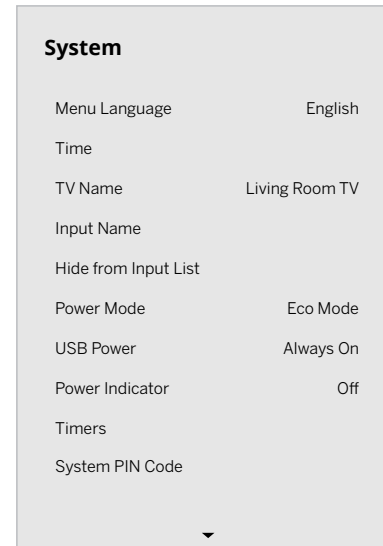 System
Menu Language English
Time
TV Name Living Room TV
Input Name
Hide from Input List
Power Mode Eco Mode
USB Power Always On
Power Indicator Off
Timers
System PIN Code